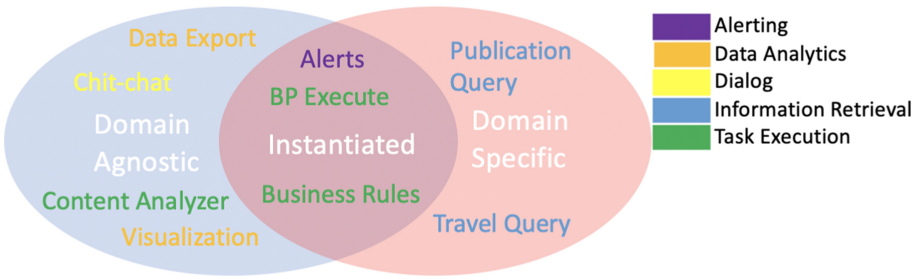 Data Export
Chit-chat
Domain
Agnostic
Content Analyzer
Visualization
Alerts
BP Execute
Instantiated
Business Rules
Publication
Query
Domain
Specific
Travel Query
Alerting
Data Analytics
Dialog
Information Retrieval
Task Execution